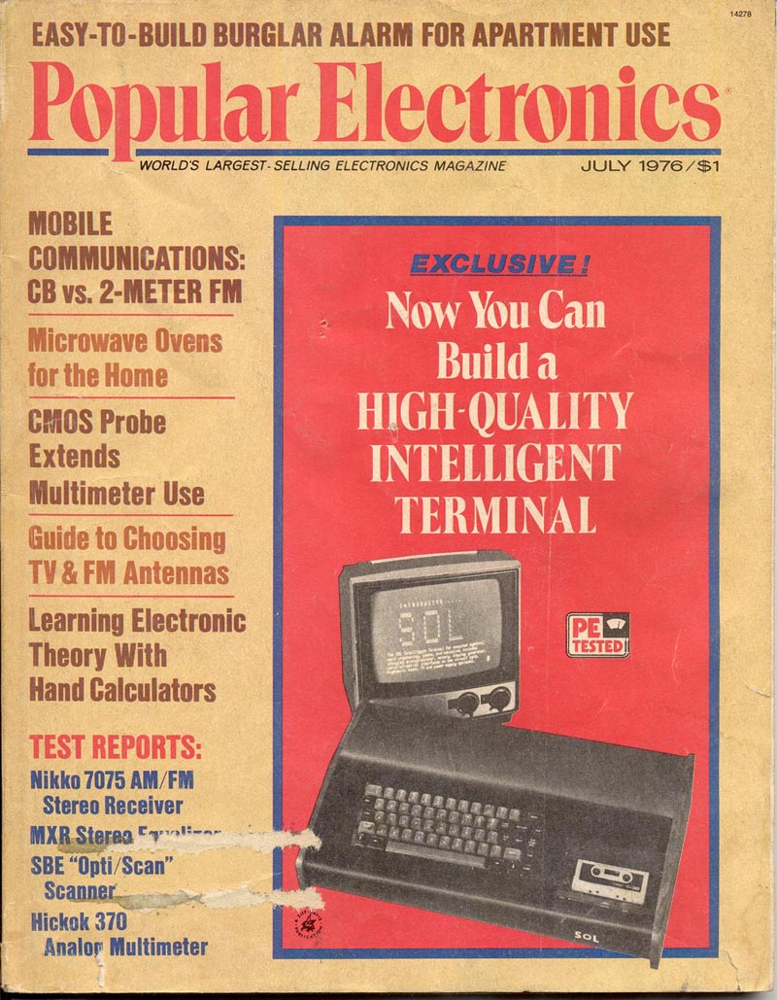 14278
EASY-TO-BUILD BURGLAR ALARM FOR APARTMENT USE
Popular Electronics®
WORLD'S LARGEST-SELLING ELECTRONICS MAGAZINE
JULY 1976/$1
MOBILE
COMMUNICATIONS:
CB vs. 2-METER FM
Microwave Ovens
for the Home
CMOS Probe
Extends
Multimeter Use
Guide to Choosing
TV & FM Antennas
Learning Electronic
Theory With
Hand Calculators
TEST REPORTS:
Nikko 7075 AM/FM
Stereo Receiver
MXR Stereo Equalizer
SBE "Opti/Scan"
Scanner
Hickok 370
Analog Multimeter
EXCLUSIVE!
Now You Can
Build a
HIGH-QUALITY
INTELLIGENT
TERMINAL
SOL
PE
TESTED
SOL